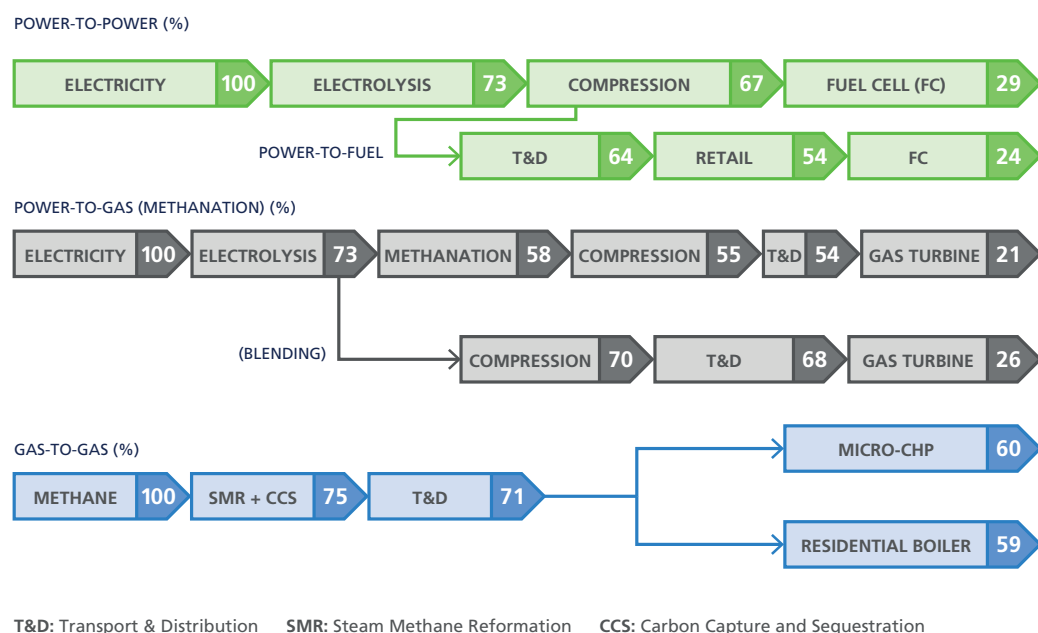 POWER-TO-POWER (%)
ELECTRICITY 100 ELECTROLYSIS 73 COMPRESSION 67 FUEL CELL (FC) 29
POWER-TO-FUEL T&D 64 RETAIL 54 FC 24
POWER-TO-GAS (METHANATION) (%)
ELECTRICITY 100 ELECTROLYSIS 73 METHANATION 58 COMPRESSION 55 T&D 54 GAS TURBINE 21
(BLENDING) COMPRESSION 70 T&D 68 GAS TURBINE 26
GAS-TO-GAS (%)
MICRO-CHP 60
METHANE 100 SMR + CCS 75 T&D 71
RESIDENTIAL BOILER 59
T&D: Transport & Distribution SMR: Steam Methane Reformation CCS: Carbon Capture and Sequestration